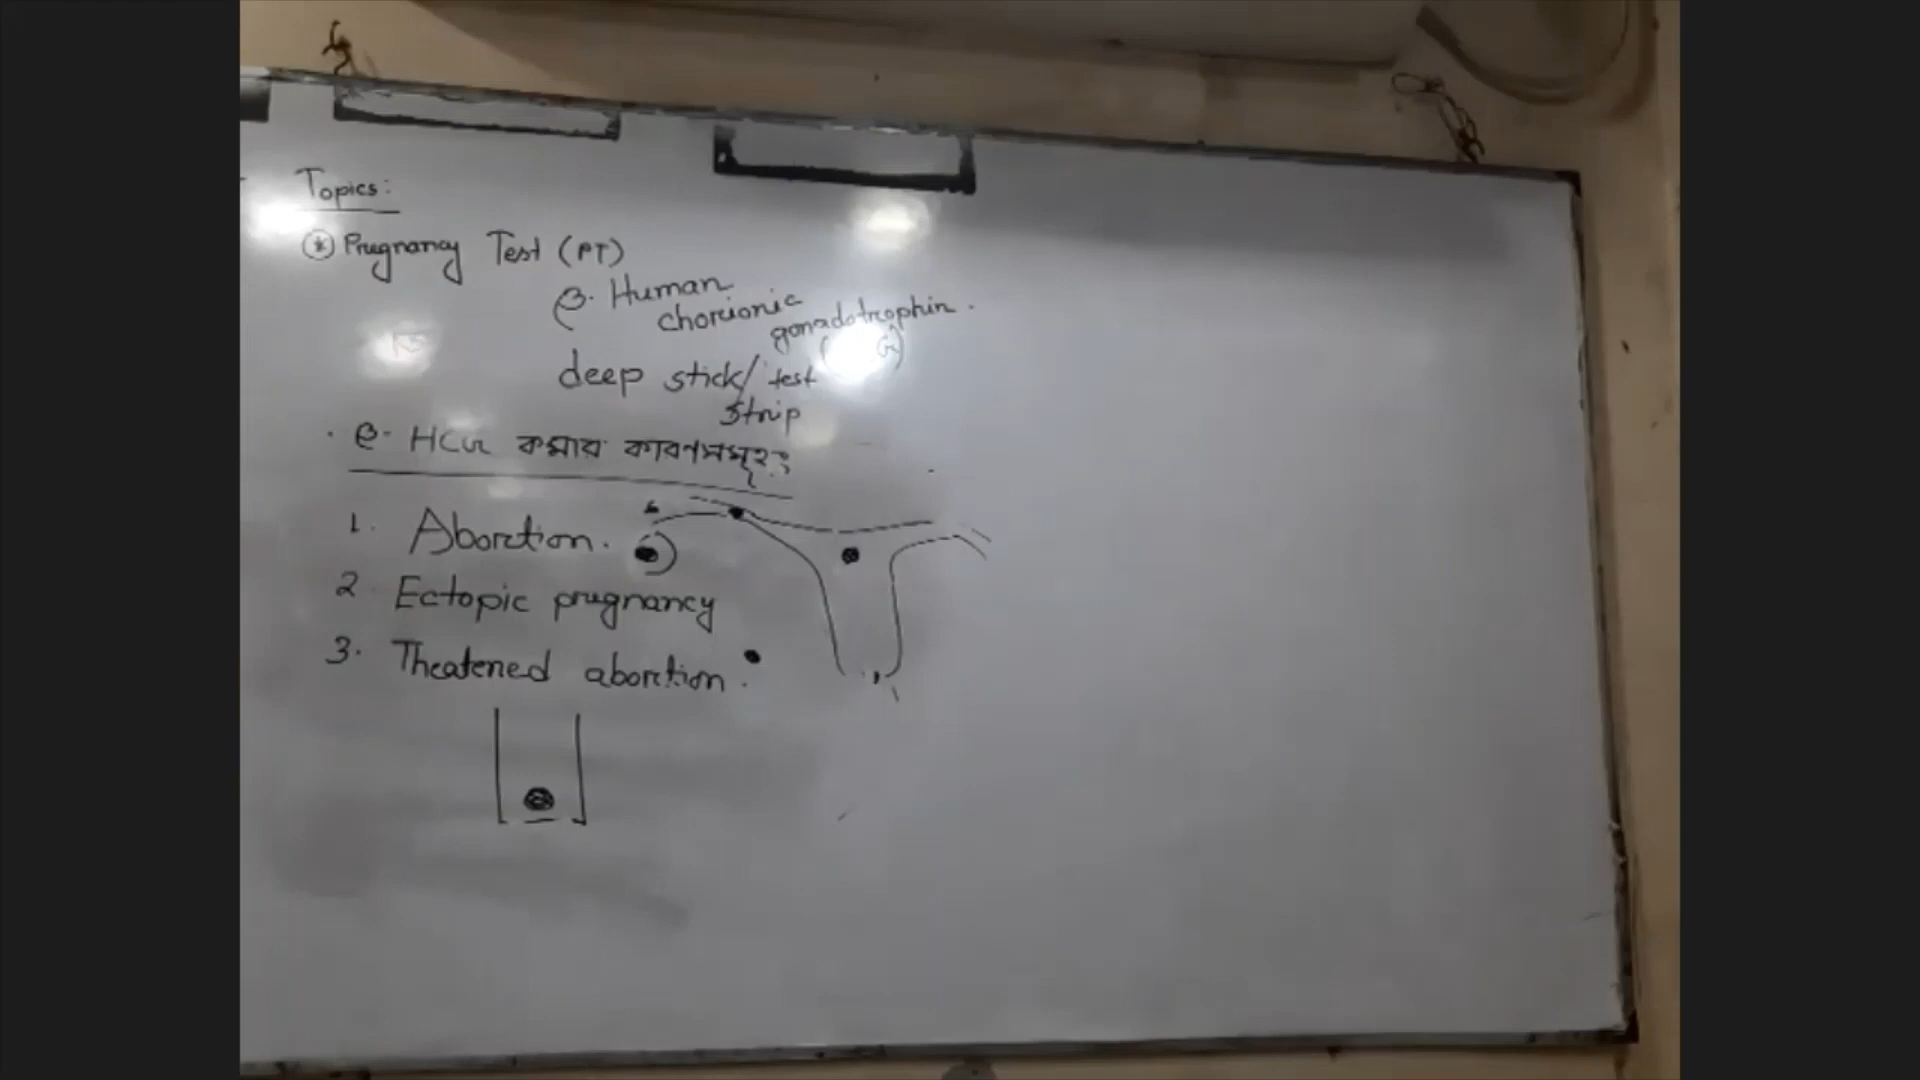 Topics:
* Pregnancy Test (PT)
β. Human
chorionic
gonadotrophin.
deep stick/test
strip
. β- HCG কমার কারণসমূহঃ
1. Abortion.
2. Ectopic pregnancy
3. Theatened abortion.